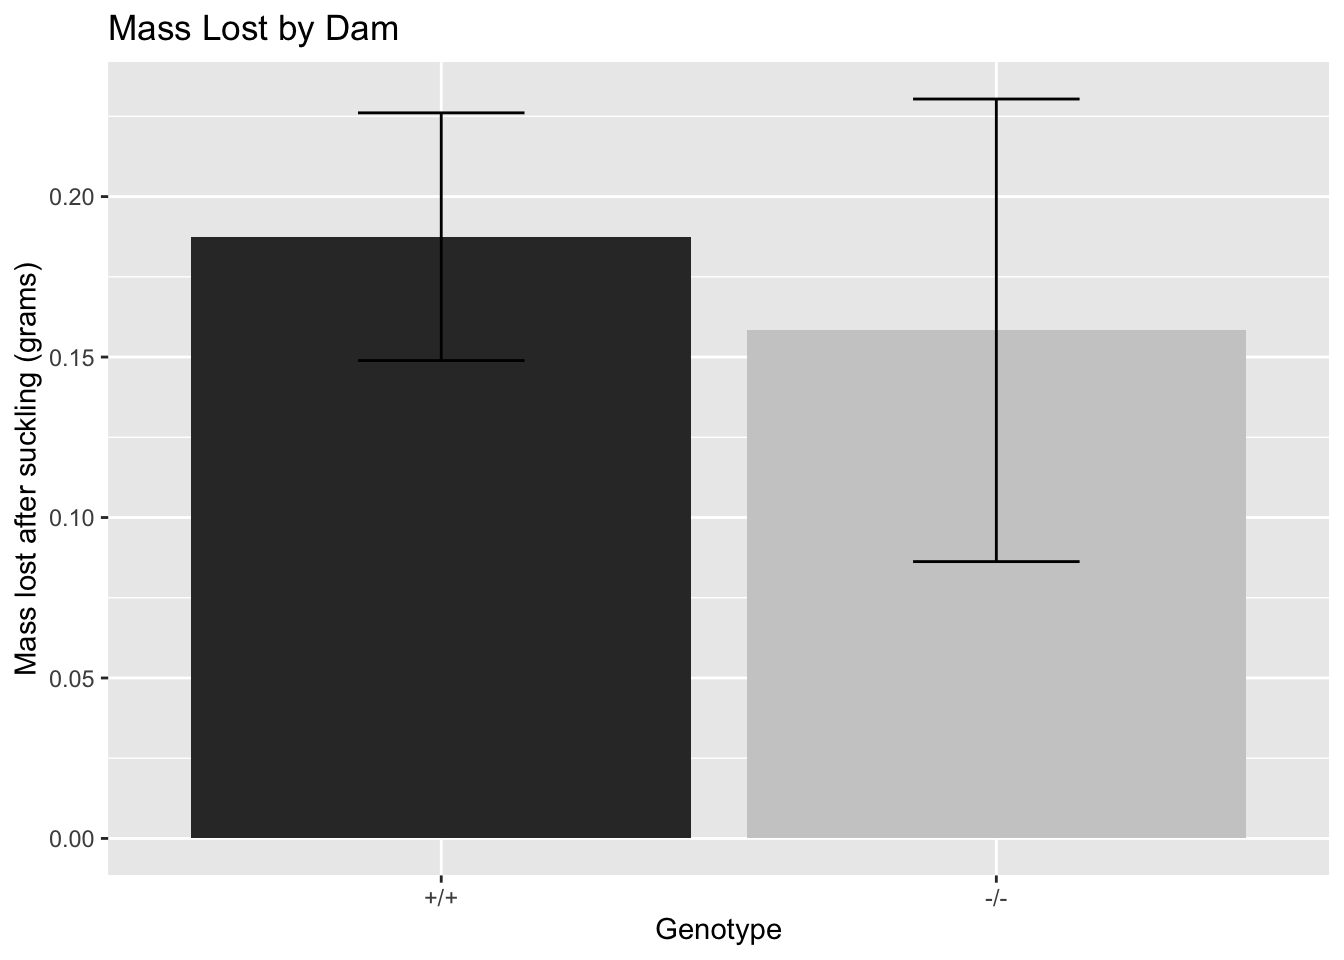 Mass Lost by Dam
Mass lost after suckling (grams)
0.20
0.15
0.10
0.05
0.00
+/+
-/-
Genotype